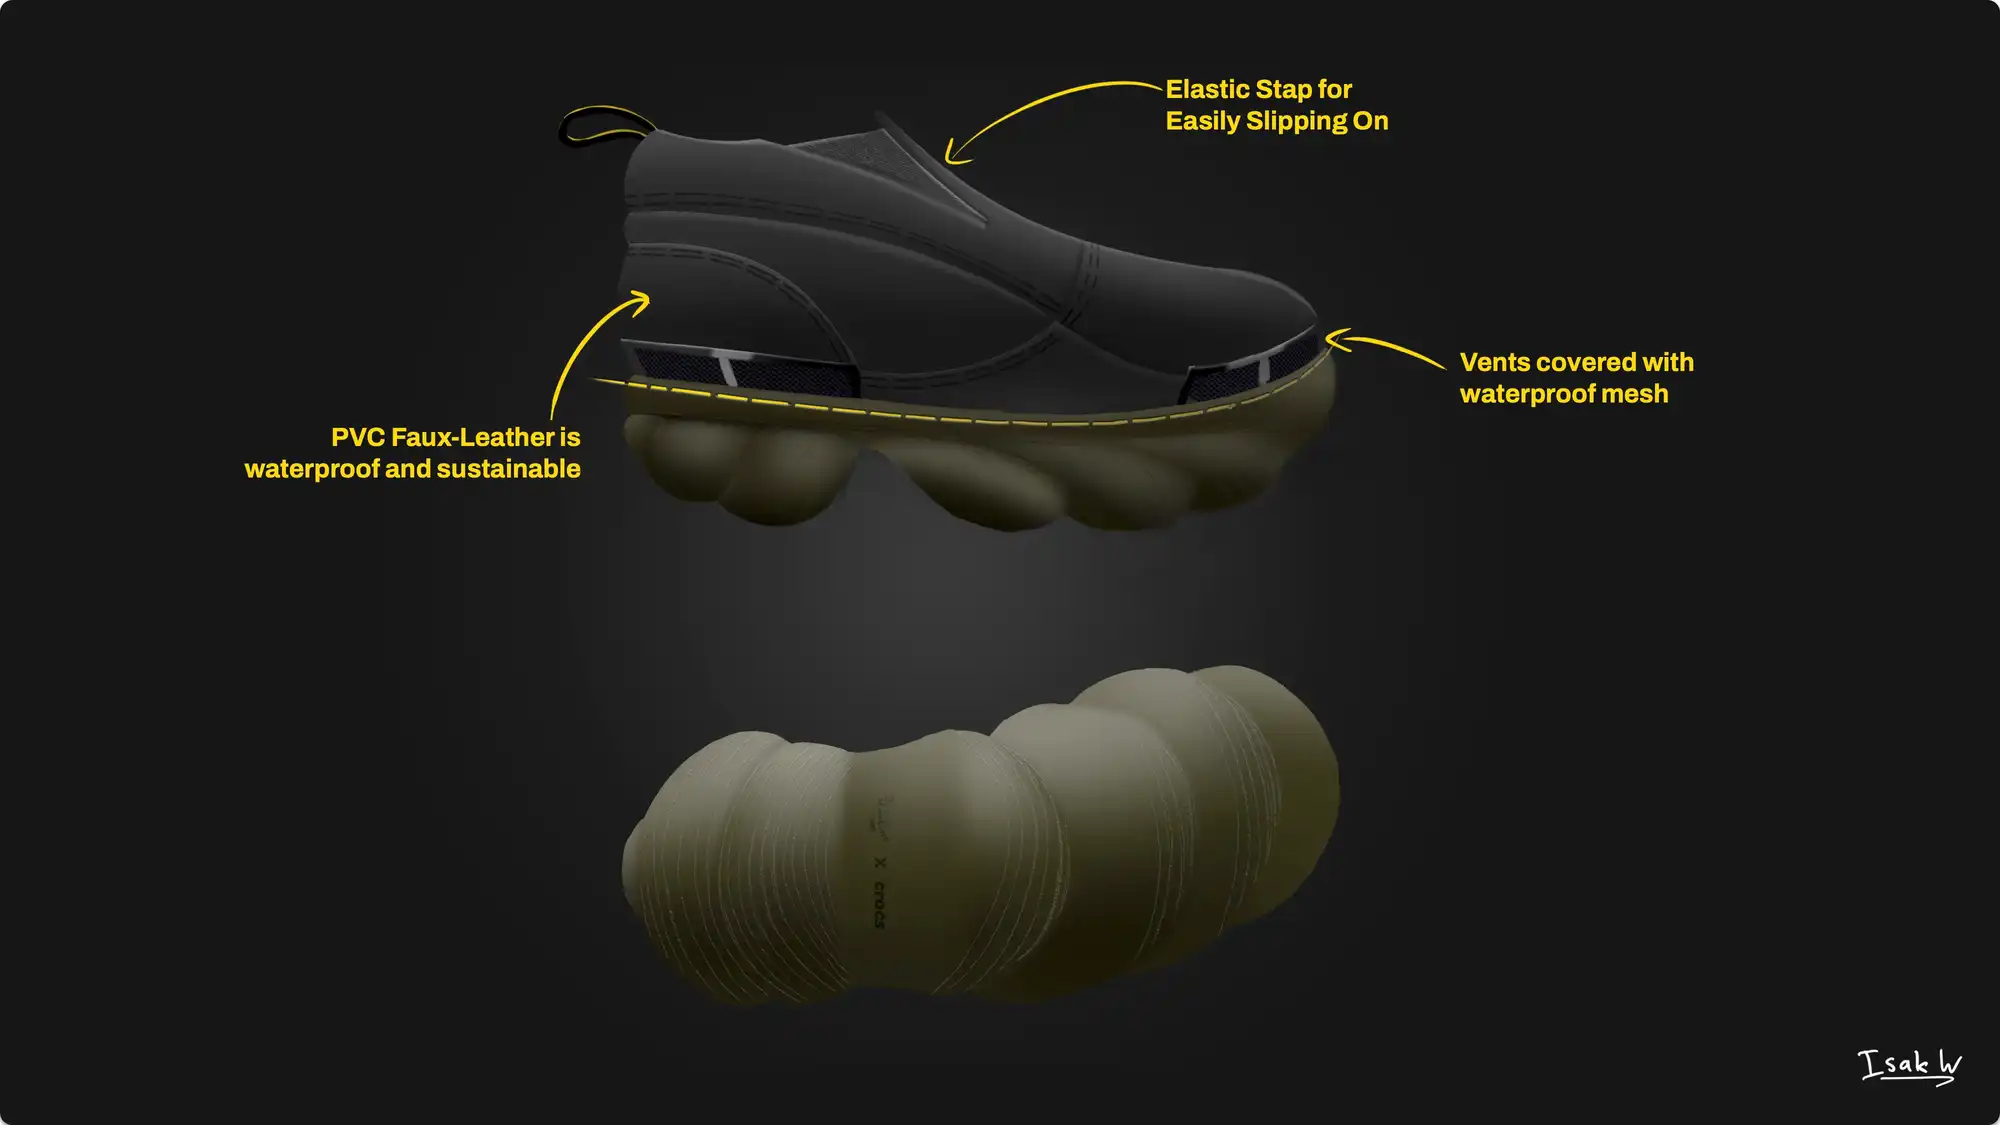 Elastic Stap for
Easily Slipping On
Vents covered with
waterproof mesh
PVC Faux-Leather is
waterproof and sustainable
X crocs
Isak W